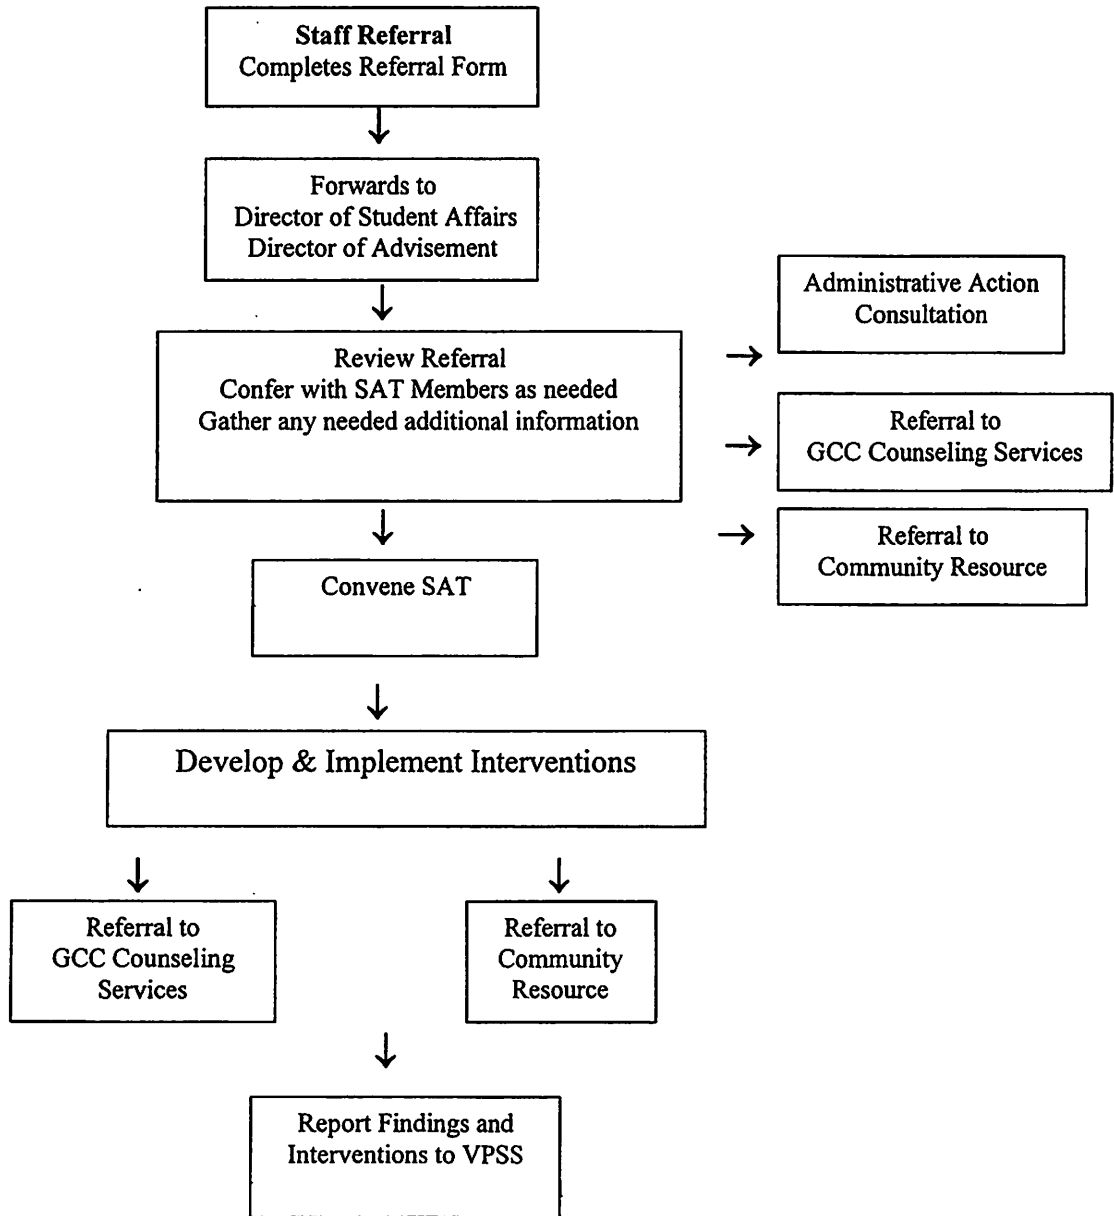 Staff Referral
Completes Referral Form
Forwards to
Director of Student Affairs
Director of Advisement
Review Referral
Confer with SAT Members as needed
Gather any needed additional information
Administrative Action
Consultation
Referral to
GCC Counseling Services
Referral to
Community Resource
Convene SAT
Develop & Implement Interventions
Referral to
GCC Counseling
Services
Referral to
Community
Resource
Report Findings and
Interventions to VPSS